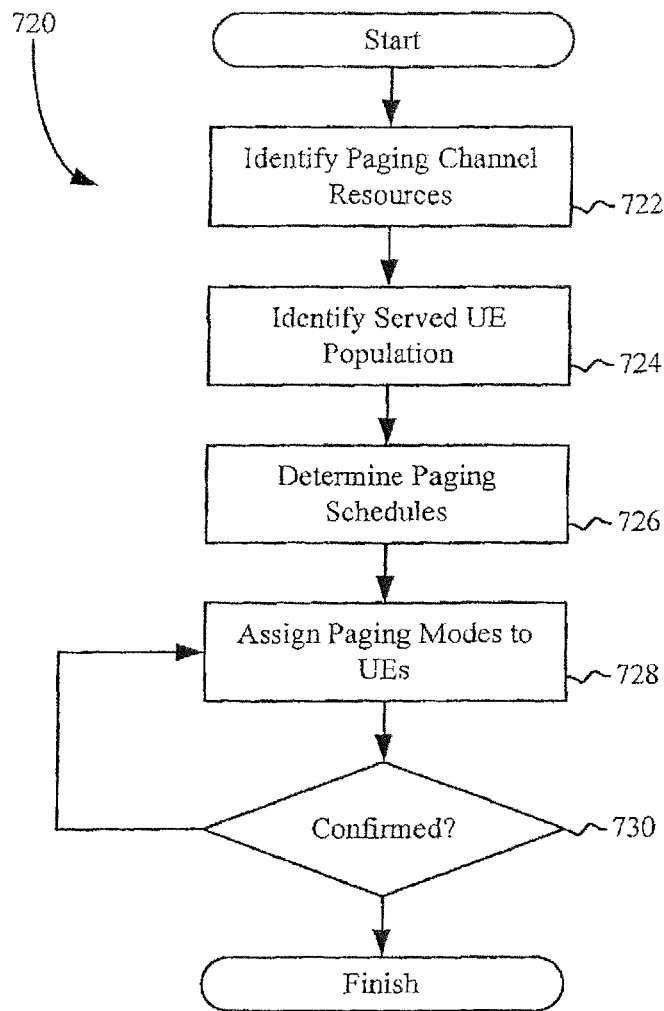 720
Start
Identify Paging Channel
Resources
722
Identify Served UE
Population
724
Determine Paging
Schedules
726
Assign Paging Modes to
UEs
728
Confirmed?
730
Finish